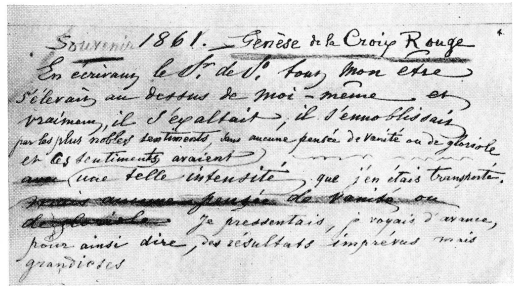 Souvenir 1861. — Genèse de la Croix Rouge
En écrivant le Sr. de S. tout mon être
s'élevait au dessus de moi-même et
vraiment, il s'exaltait, il s'ennoblissait
par les plus nobles sentiments, sans aucune pensée de vanité ou de gloriole
et les sentiments avaient
une telle intensité, que j'en étais transporté.
mais aucune pensée de vanité ou
de gloriole Je pressentais, je voyais d'avance,
pour ainsi dire, des résultats imprévus mais
grandioses